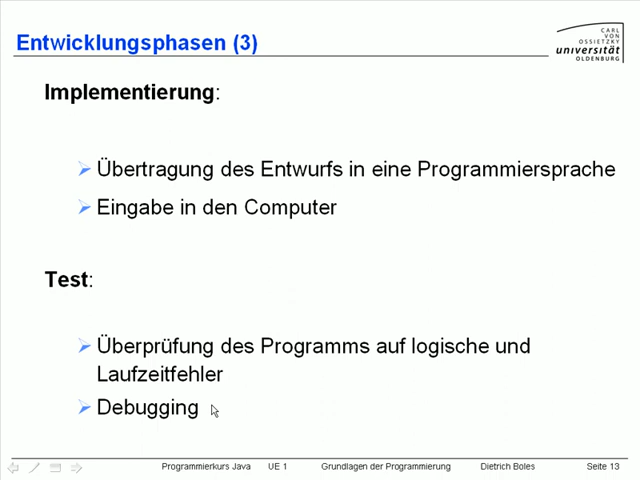 Entwicklungsphasen (3)
CARL
VON
OSSIETZKY
universität
OLDENBURG
Implementierung:
Übertragung des Entwurfs in eine Programmiersprache
Eingabe in den Computer
Test:
Überprüfung des Programms auf logische und
Laufzeitfehler
Debugging
Programmierkurs Java UE 1 Grundlagen der Programmierung Dietrich Boles Seite 13